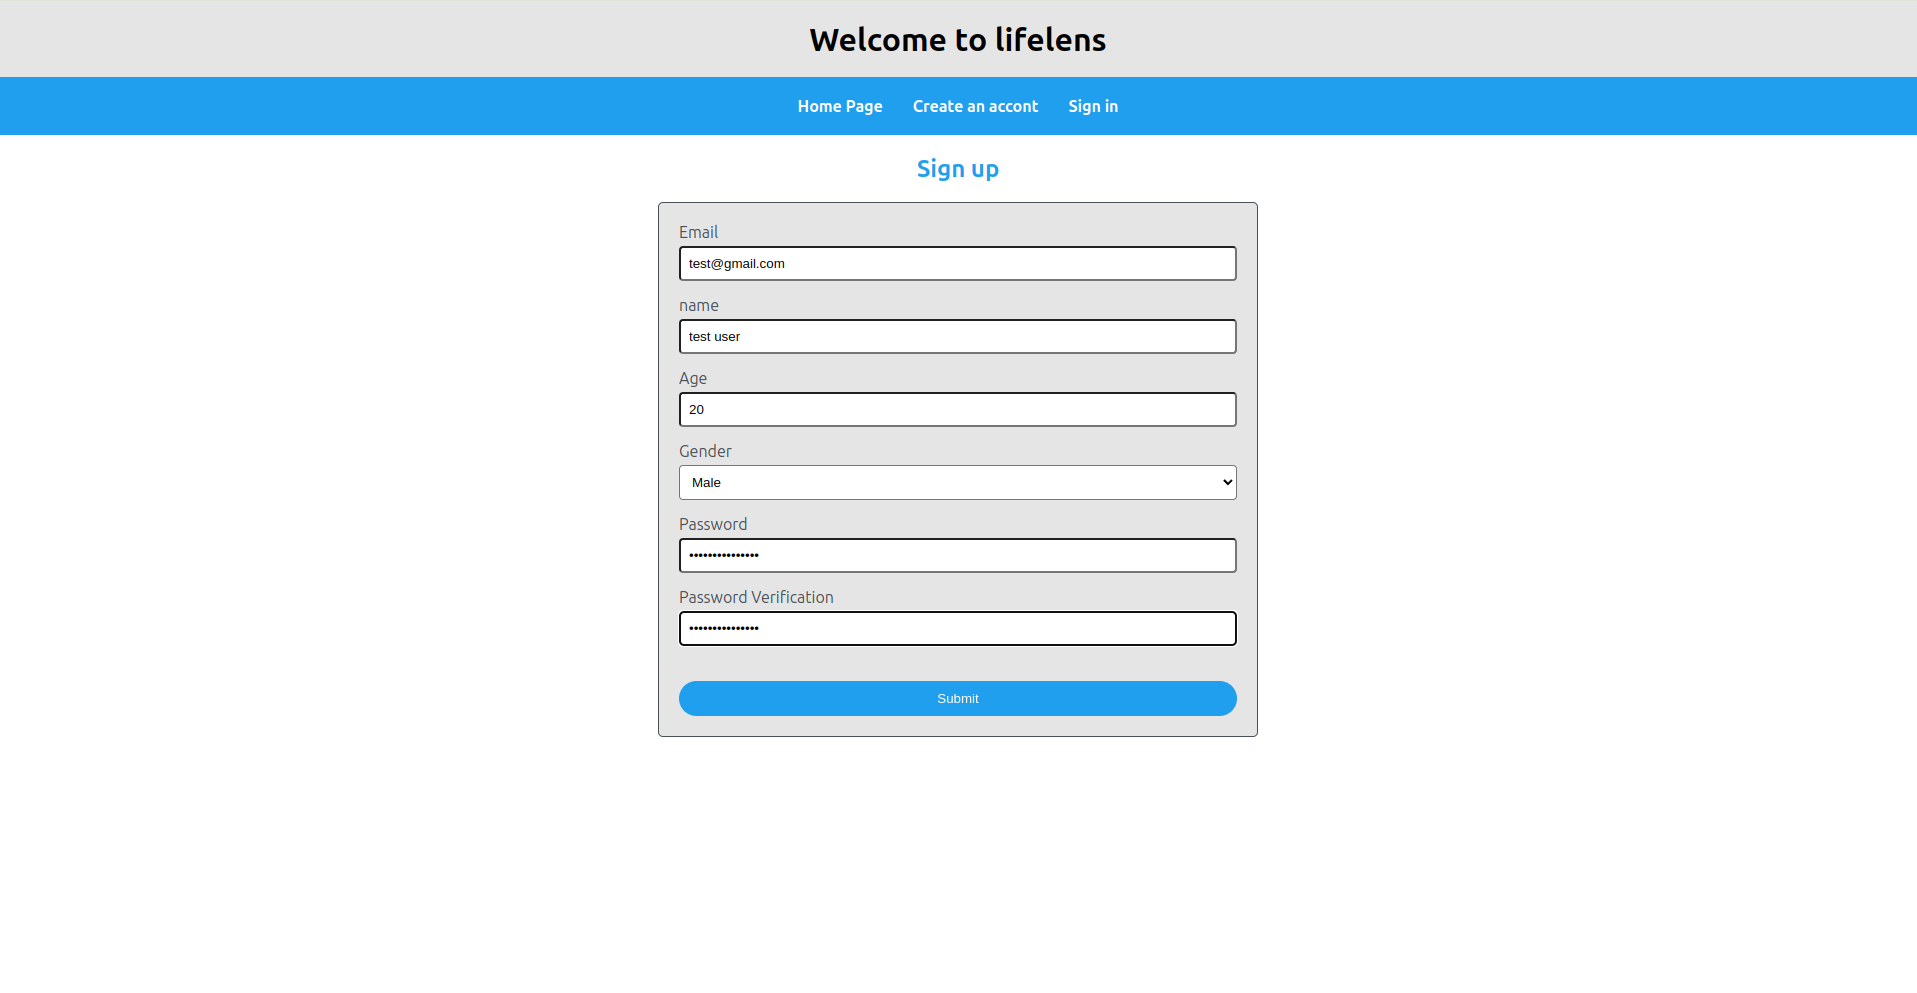 Welcome to lifelens
Home Page Create an accont Sign in
Sign up
Email
test@gmail.com
name
test user
Age
20
Gender
Male
Password
•••••••••••••••
Password Verification
•••••••••••••••
Submit